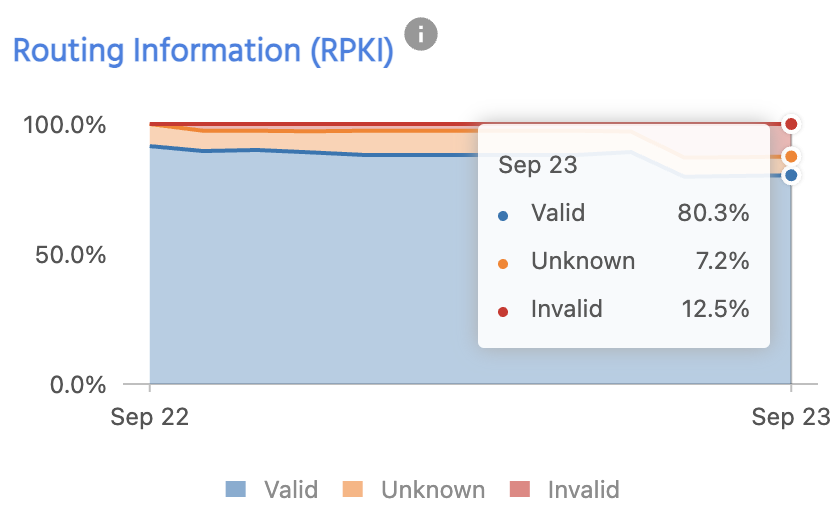 Routing Information (RPKI) i
100.0%
50.0%
0.0%
Sep 23
Valid 80.3%
Unknown 7.2%
Invalid 12.5%
Sep 22 Sep 23
Valid Unknown Invalid